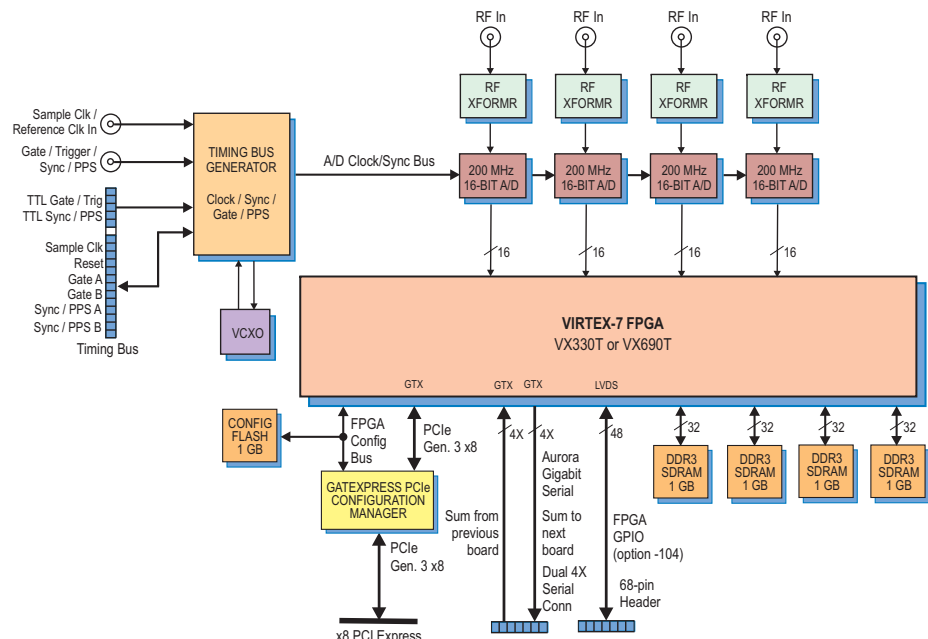 RF In
RF In
RF In
RF In
RF
XFORMR
RF
XFORMR
RF
XFORMR
RF
XFORMR
Sample Clk /
Reference Clk In
Gate / Trigger /
Sync / PPS
TTL Gate / Trig
TTL Sync / PPS
Sample Clk
Reset
Gate A
Gate B
Sync / PPS A
Sync / PPS B
Timing Bus
TIMING BUS
GENERATOR
Clock / Sync /
Gate / PPS
VCXO
A/D Clock/Sync Bus
200 MHz
16-BIT A/D
200 MHz
16-BIT A/D
200 MHz
16-BIT A/D
200 MHz
16-BIT A/D
16
16
16
16
VIRTEX-7 FPGA
VX330T or VX690T
GTX
GTX
GTX
LVDS
CONFIG
FLASH
1 GB
FPGA
Config
Bus
PCIe
Gen. 3 x8
GATEXPRESS PCIe
CONFIGURATION
MANAGER
PCIe
Gen. 3 x8
x8 PCI Express
4X
4X
48
Sum from
previous
board
Aurora
Gigabit
Serial
Sum to
next
board
Dual 4X
Serial
Conn
FPGA
GPIO
(option -104)
68-pin
Header
32
32
32
32
DDR3
SDRAM
1 GB
DDR3
SDRAM
1 GB
DDR3
SDRAM
1 GB
DDR3
SDRAM
1 GB